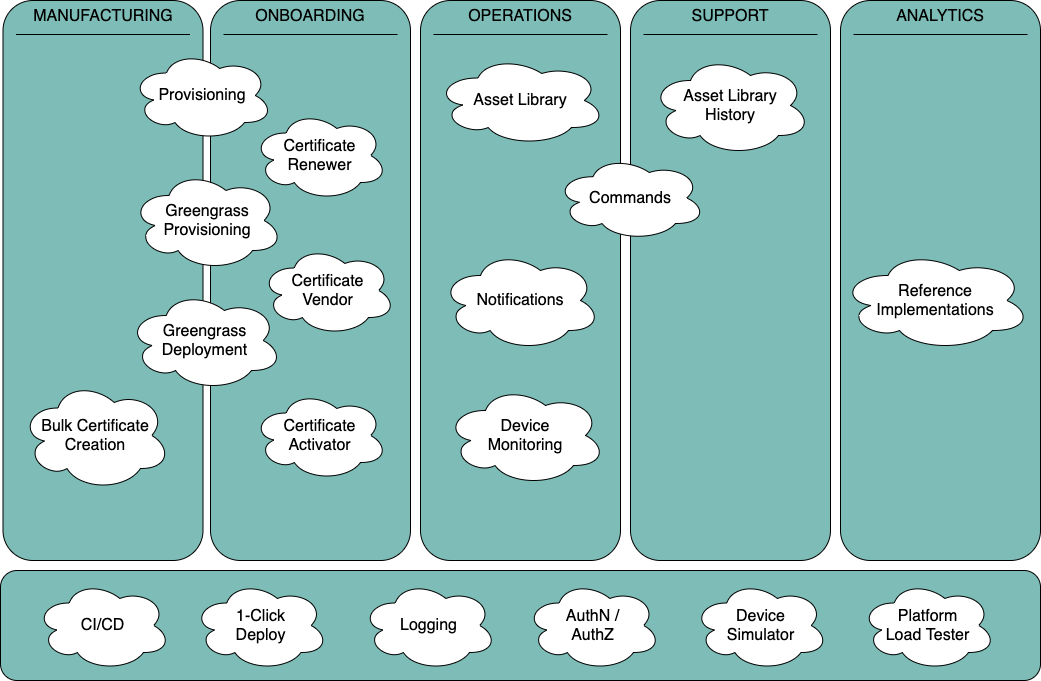 MANUFACTURING
ONBOARDING
OPERATIONS
SUPPORT
ANALYTICS
Provisioning
Certificate
Renewer
Greengrass
Provisioning
Certificate
Vendor
Greengrass
Deployment
Bulk Certificate
Creation
Certificate
Activator
Asset Library
Commands
Notifications
Device
Monitoring
Asset Library
History
Reference
Implementations
CI/CD
1-Click
Deploy
Logging
AuthN /
AuthZ
Device
Simulator
Platform
Load Tester